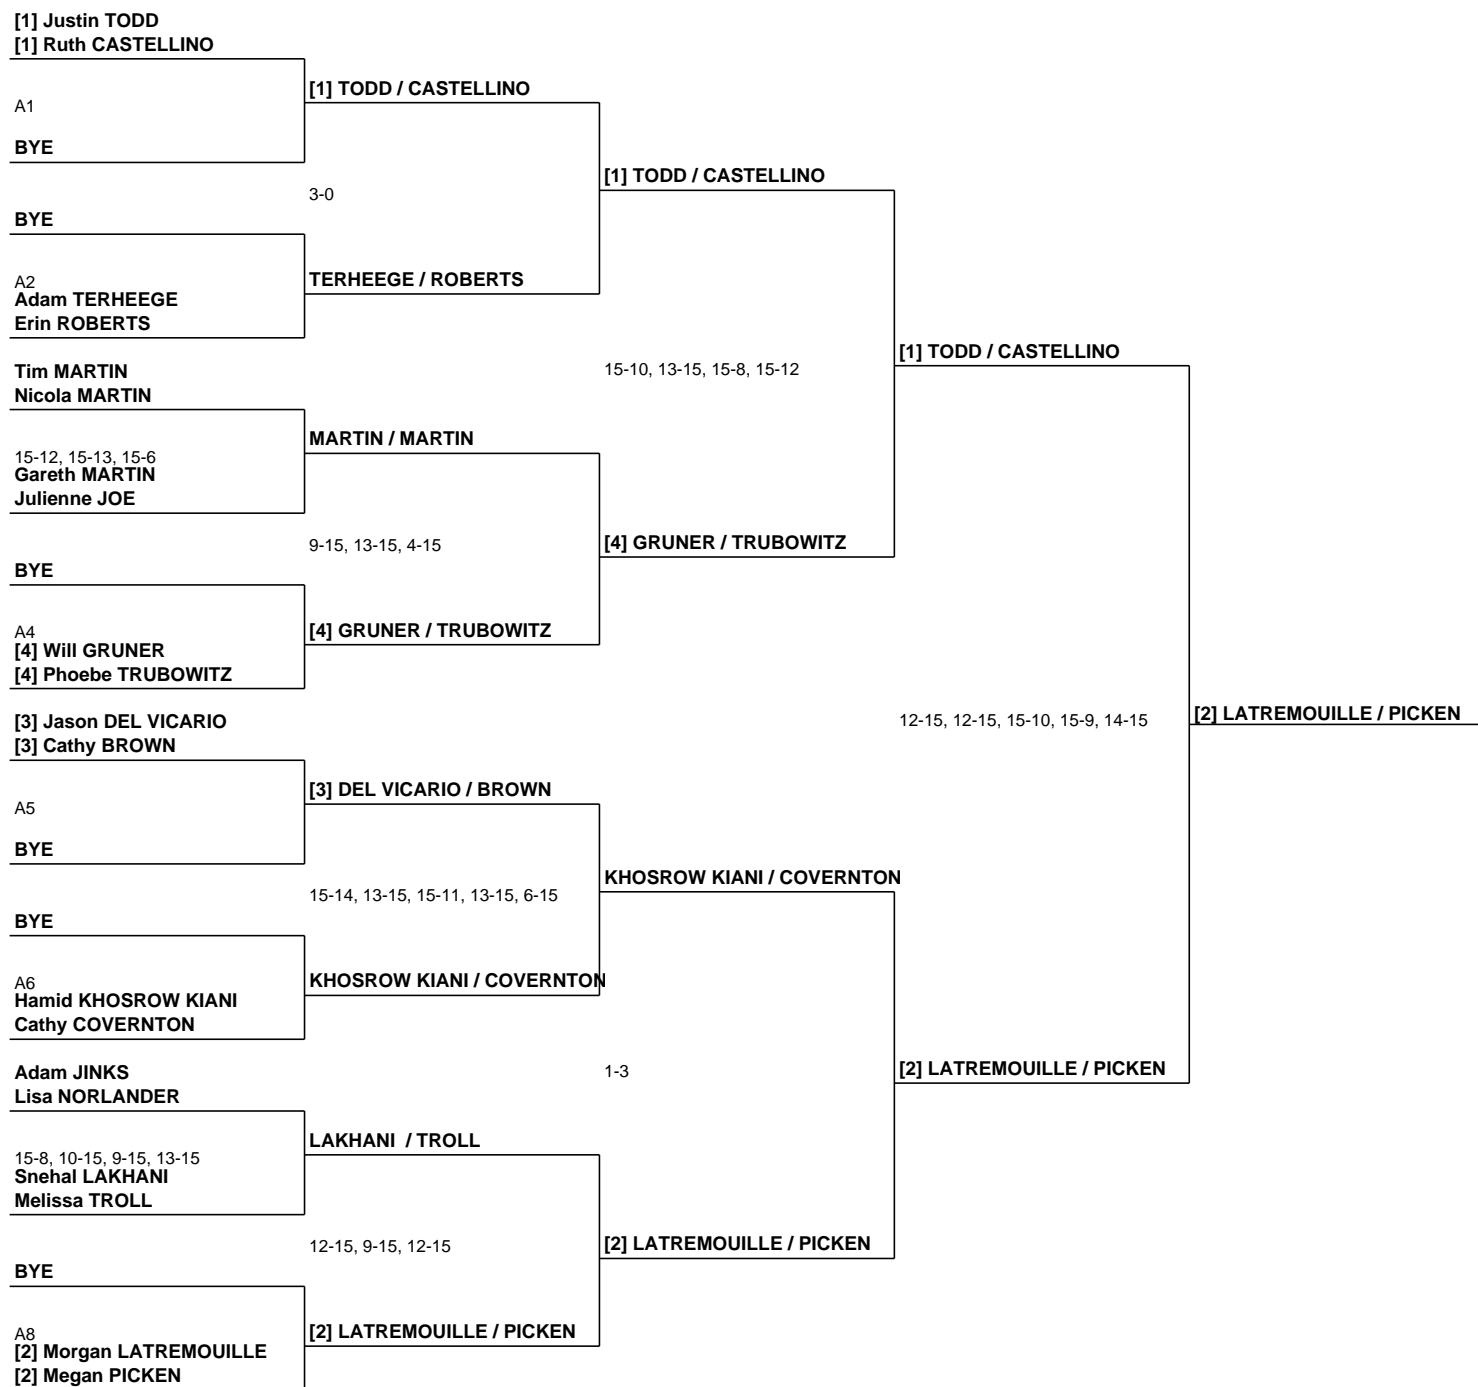 [1] Justin TODD
[1] Ruth CASTELLINO
[1] TODD / CASTELLINO
A1
BYE
[1] TODD / CASTELLINO
3-0
BYE
A2
TERHEEGE / ROBERTS
Adam TERHEEGE
Erin ROBERTS
[1] TODD / CASTELLINO
15-10, 13-15, 15-8, 15-12
Tim MARTIN
Nicola MARTIN
MARTIN / MARTIN
15-12, 15-13, 15-6
Gareth MARTIN
Julienne JOE
9-15, 13-15, 4-15
[4] GRUNER / TRUBOWITZ
BYE
A4
[4] GRUNER / TRUBOWITZ
[4] Will GRUNER
[4] Phoebe TRUBOWITZ
[3] Jason DEL VICARIO
[3] Cathy BROWN
12-15, 12-15, 15-10, 15-9, 14-15
[2] LATREMOUILLE / PICKEN
[3] DEL VICARIO / BROWN
A5
BYE
KHOSROW KIANI / COVERNTON
15-14, 13-15, 15-11, 13-15, 6-15
BYE
A6
KHOSROW KIANI / COVERNTON
Hamid KHOSROW KIANI
Cathy COVERNTON
Adam JINKS
Lisa NORLANDER
1-3
[2] LATREMOUILLE / PICKEN
LAKHANI / TROLL
15-8, 10-15, 9-15, 13-15
Snehal LAKHANI
Melissa TROLL
12-15, 9-15, 12-15
[2] LATREMOUILLE / PICKEN
BYE
A8
[2] LATREMOUILLE / PICKEN
[2] Morgan LATREMOUILLE
[2] Megan PICKEN